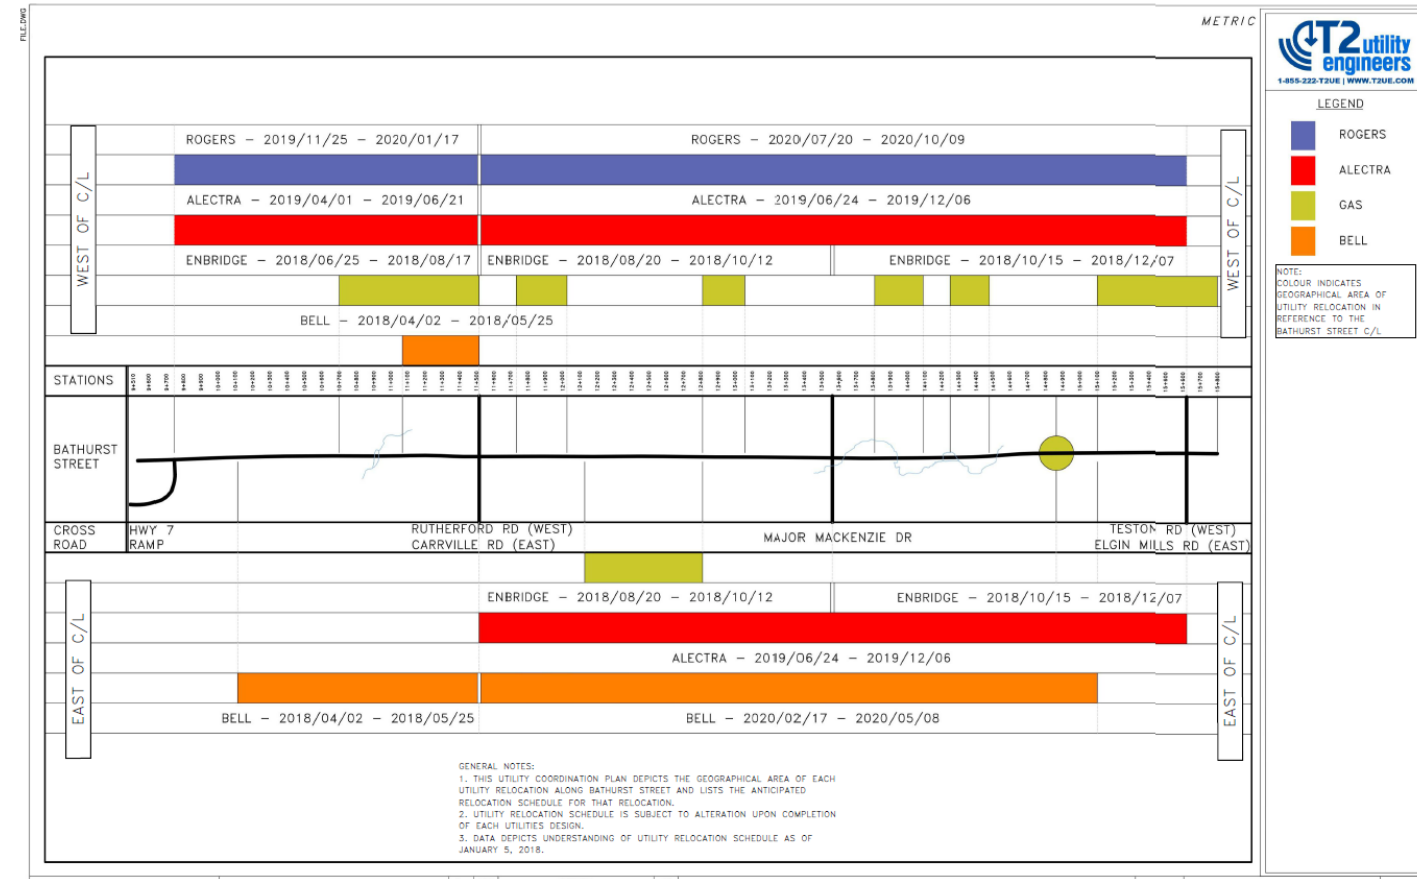 FILE.DWG
METRIC
T2 utility
engineers
1-855-222-T2UE | WWW.T2UE.COM
LEGEND
ROGERS
ALECTRA
GAS
BELL
NOTE:
COLOUR INDICATES
GEOGRAPHICAL AREA OF
UTILITY RELOCATION IN
REFERENCE TO THE
BATHURST STREET C/L
WEST OF C/L
ROGERS - 2019/11/25 - 2020/01/17
ROGERS - 2020/07/20 - 2020/10/09
ALECTRA - 2019/04/01 - 2019/06/21
ALECTRA - 2019/06/24 - 2019/12/06
ENBRIDGE - 2018/06/25 - 2018/08/17
ENBRIDGE - 2018/08/20 - 2018/10/12
ENBRIDGE - 2018/10/15 - 2018/12/07
BELL - 2018/04/02 - 2018/05/25
WEST OF C/L
STATIONS
BATHURST
STREET
CROSS
ROAD
HWY 7
RAMP
RUTHERFORD RD (WEST)
CARRVILLE RD (EAST)
MAJOR MACKENZIE DR
TESTON RD (WEST)
ELGIN MILLS RD (EAST)
EAST OF C/L
ENBRIDGE - 2018/08/20 - 2018/10/12
ENBRIDGE - 2018/10/15 - 2018/12/07
ALECTRA - 2019/06/24 - 2019/12/06
BELL - 2018/04/02 - 2018/05/25
BELL - 2020/02/17 - 2020/05/08
EAST OF C/L
GENERAL NOTES:
1. THIS UTILITY COORDINATION PLAN DEPICTS THE GEOGRAPHICAL AREA OF EACH
UTILITY RELOCATION ALONG BATHURST STREET AND LISTS THE ANTICIPATED
RELOCATION SCHEDULE FOR THAT RELOCATION.
2. UTILITY RELOCATION SCHEDULE IS SUBJECT TO ALTERATION UPON COMPLETION
OF EACH UTILITIES DESIGN.
3. DATA DEPICTS UNDERSTANDING OF UTILITY RELOCATION SCHEDULE AS OF
JANUARY 5, 2018.